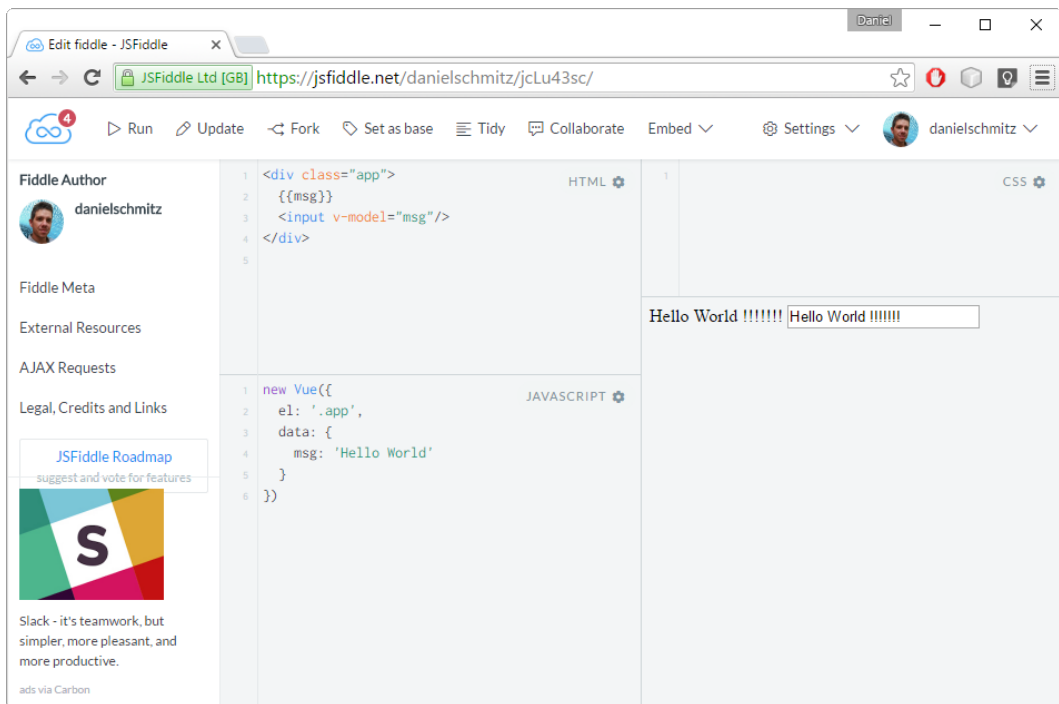 Daniel
Edit fiddle - JSFiddle
JSFiddle Ltd [GB] https://jsfiddle.net/danielschmitz/jcLu43sc/
4
Run Update Fork Set as base Tidy Collaborate Embed Settings danielschmitz
Fiddle Author
danielschmitz
Fiddle Meta
External Resources
AJAX Requests
Legal, Credits and Links
JSFiddle Roadmap
suggest and vote for features
S
Slack - it's teamwork, but
simpler, more pleasant, and
more productive.
ads via Carbon
HTML
1 <div class="app">
2   {{msg}}
3   <input v-model="msg"/>
4 </div>
5
JAVASCRIPT
1 new Vue({
2   el: '.app',
3   data: {
4     msg: 'Hello World'
5   }
6 })
1
CSS
Hello World !!!!!!! Hello World !!!!!!!